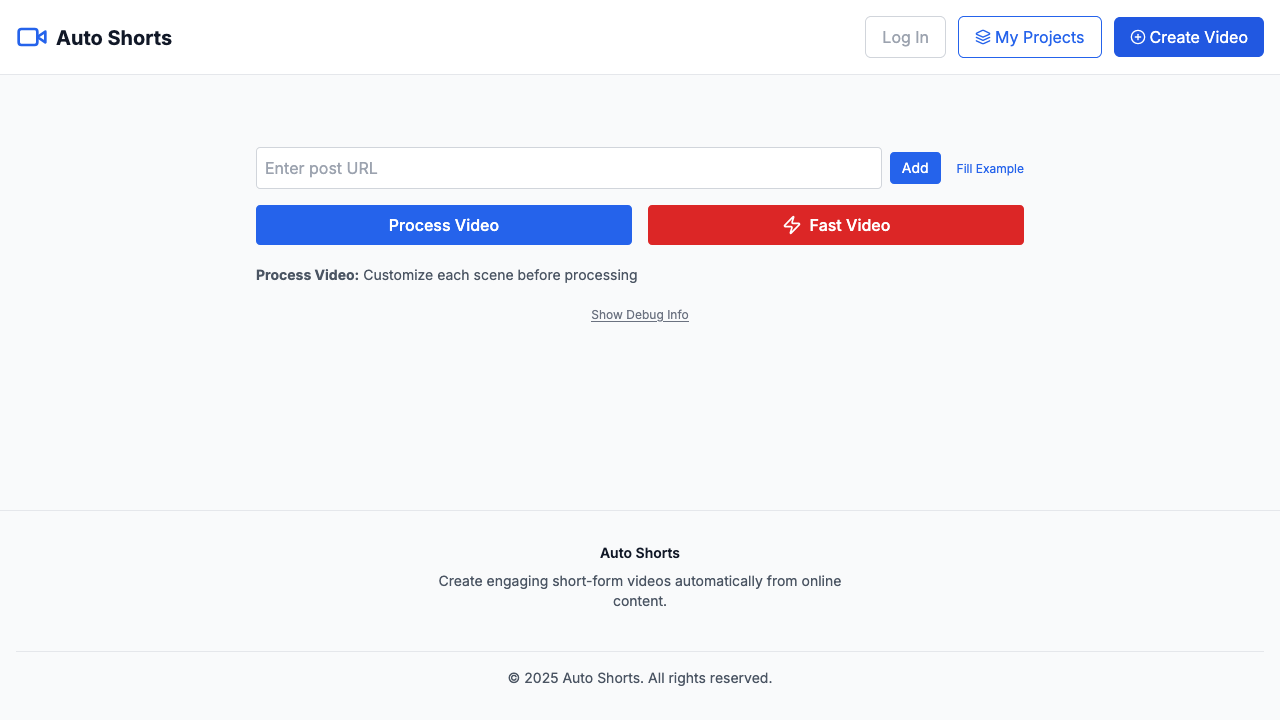 Auto Shorts
Log In
My Projects
Create Video
Enter post URL
Add
Fill Example
Process Video
Fast Video
Process Video: Customize each scene before processing
Show Debug Info
Auto Shorts
Create engaging short-form videos automatically from online
content.
© 2025 Auto Shorts. All rights reserved.